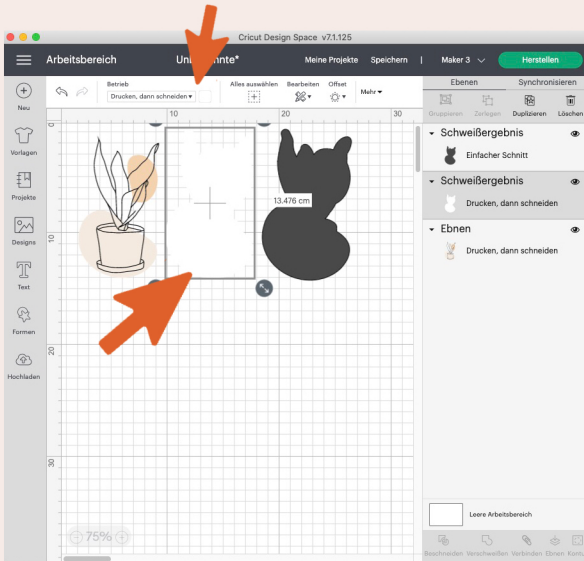 Cricut Design Space v7.1.125
Arbeitsbereich
Meine Projekte Speichern | Maker 3 Herstellen
Neu
Vorlagen
Projekte
Designs
Text
Formen
Hochladen
Betrieb
Drucken, dann schneiden
Alles auswählen Bearbeiten Offset
Mehr
10 20 30
0
10
20
30
13.476 cm
75%
Ebenen Synchronisieren
Gruppieren Zerlegen Duplizieren Löschen
Schweißergebnis
Einfacher Schnitt
Schweißergebnis
Drucken, dann schneiden
Ebnen
Drucken, dann schneiden
Leere Arbeitsbereich
Beschneiden Verschweißen Verbinden Ebnen